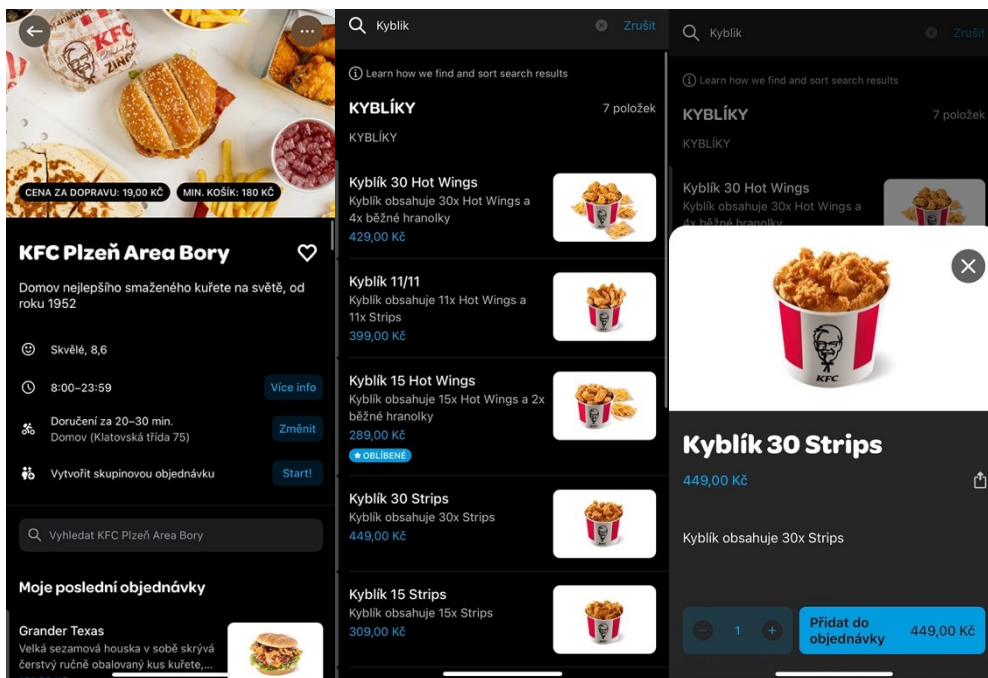 KFC
ZING
CENA ZA DOPRAVU: 19,00 KČ
MIN. KOŠÍK: 180 KČ
KFC Plzeň Area Bory
Domov nejlepšího smaženého kuřete na světě, od
roku 1952
Skvělé, 8,6
8:00–23:59
Více info
Doručení za 20–30 min.
Domov (Klatovská třída 75)
Změnit
Vytvořit skupinovou objednávku
Start!
Vyhledat KFC Plzeň Area Bory
Moje poslední objednávky
Grander Texas
Velká sezamová houska v sobě skrývá
čerstvý ručně obalovaný kus kuřete,...
Kyblik
Zrušit
Learn how we find and sort search results
KYBLÍKY
7 položek
KYBLÍKY
Kyblík 30 Hot Wings
Kyblík obsahuje 30x Hot Wings a
4x běžné hranolky
429,00 Kč
Kyblík 11/11
Kyblík obsahuje 11x Hot Wings a
11x Strips
399,00 Kč
Kyblík 15 Hot Wings
Kyblík obsahuje 15x Hot Wings a 2x
běžné hranolky
289,00 Kč
OBLÍBENÉ
Kyblík 30 Strips
Kyblík obsahuje 30x Strips
449,00 Kč
Kyblík 15 Strips
Kyblík obsahuje 15x Strips
309,00 Kč
Kyblik
Zrušit
Learn how we find and sort search results
KYBLÍKY
7 položek
KYBLÍKY
Kyblík 30 Hot Wings
Kyblík obsahuje 30x Hot Wings a
4x běžné hranolky
KFC
Kyblík 30 Strips
449,00 Kč
Kyblík obsahuje 30x Strips
1
Přidat do
objednávky
449,00 Kč